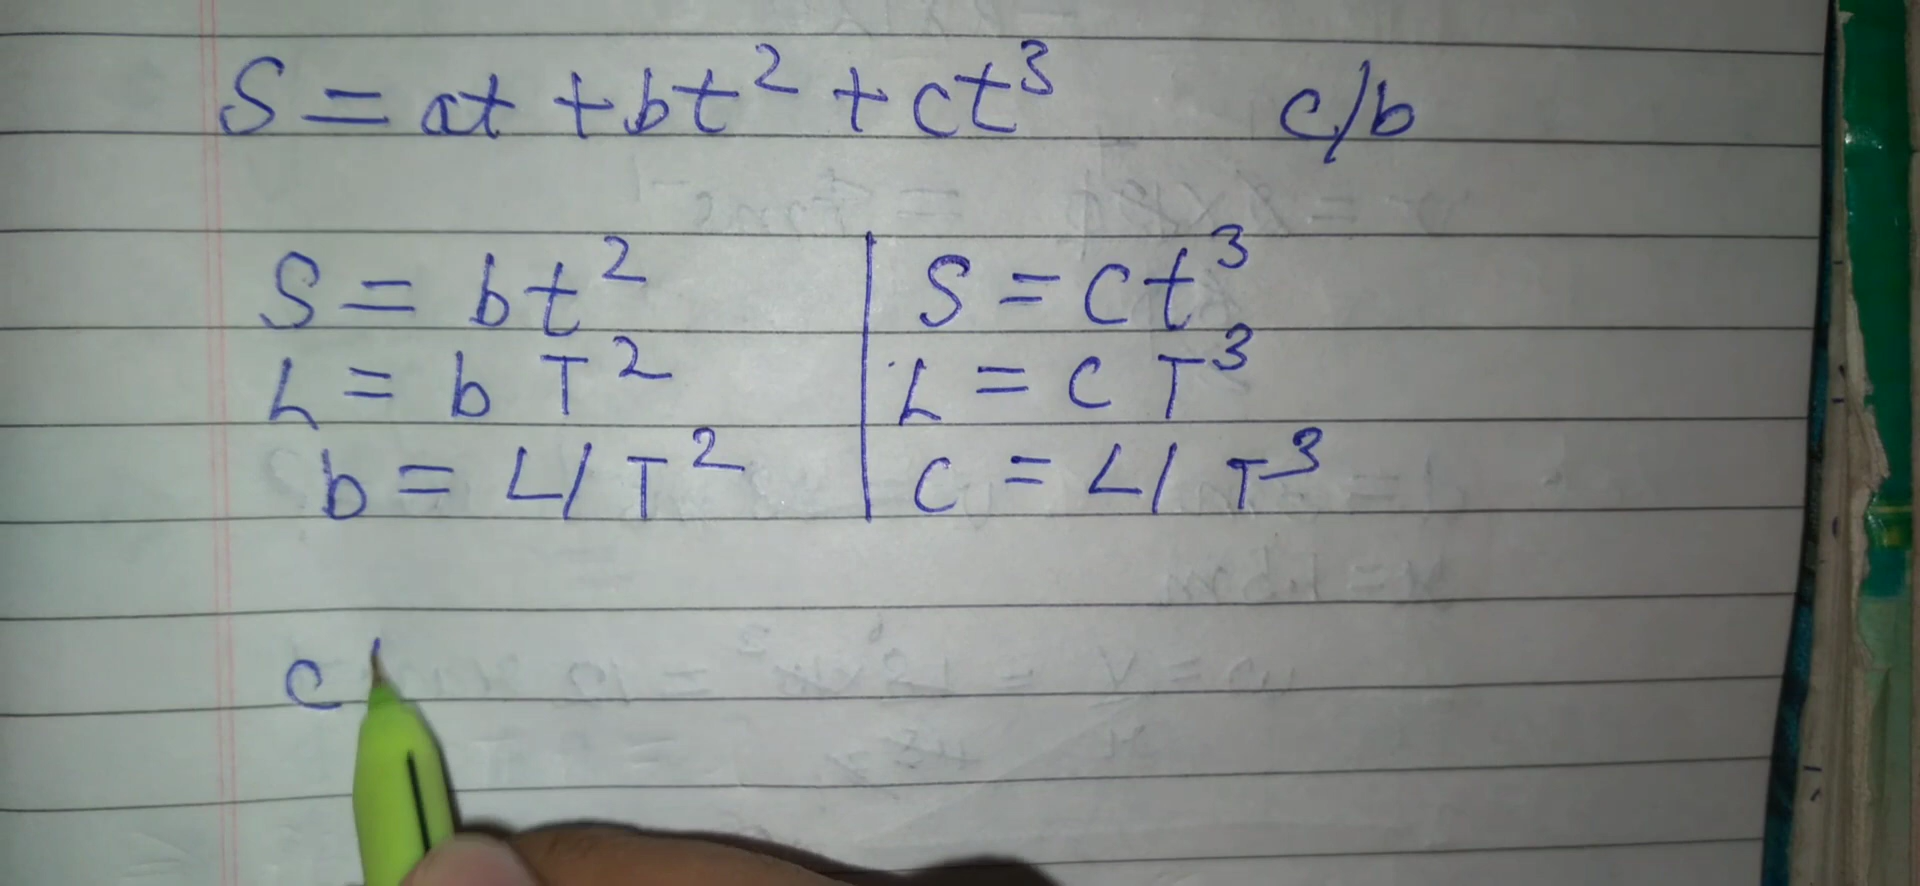 S = at + bt² + ct³ c/b
S = bt²
L = b T²
b = L/T²
S = ct³
L = c T³
c = L/T³
c